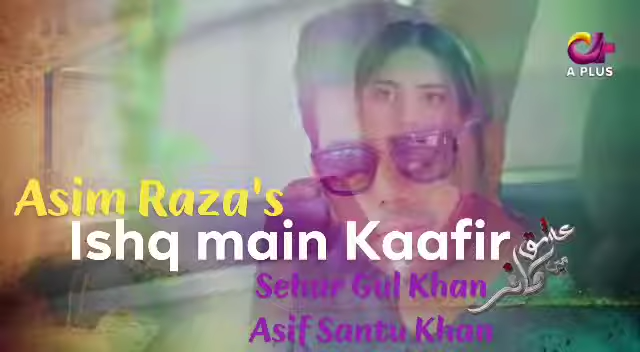 A PLUS
Asim Raza's
Ishq main Kaafir
عشق میں کافر
Sehar Gul Khan
Asif Santu Khan